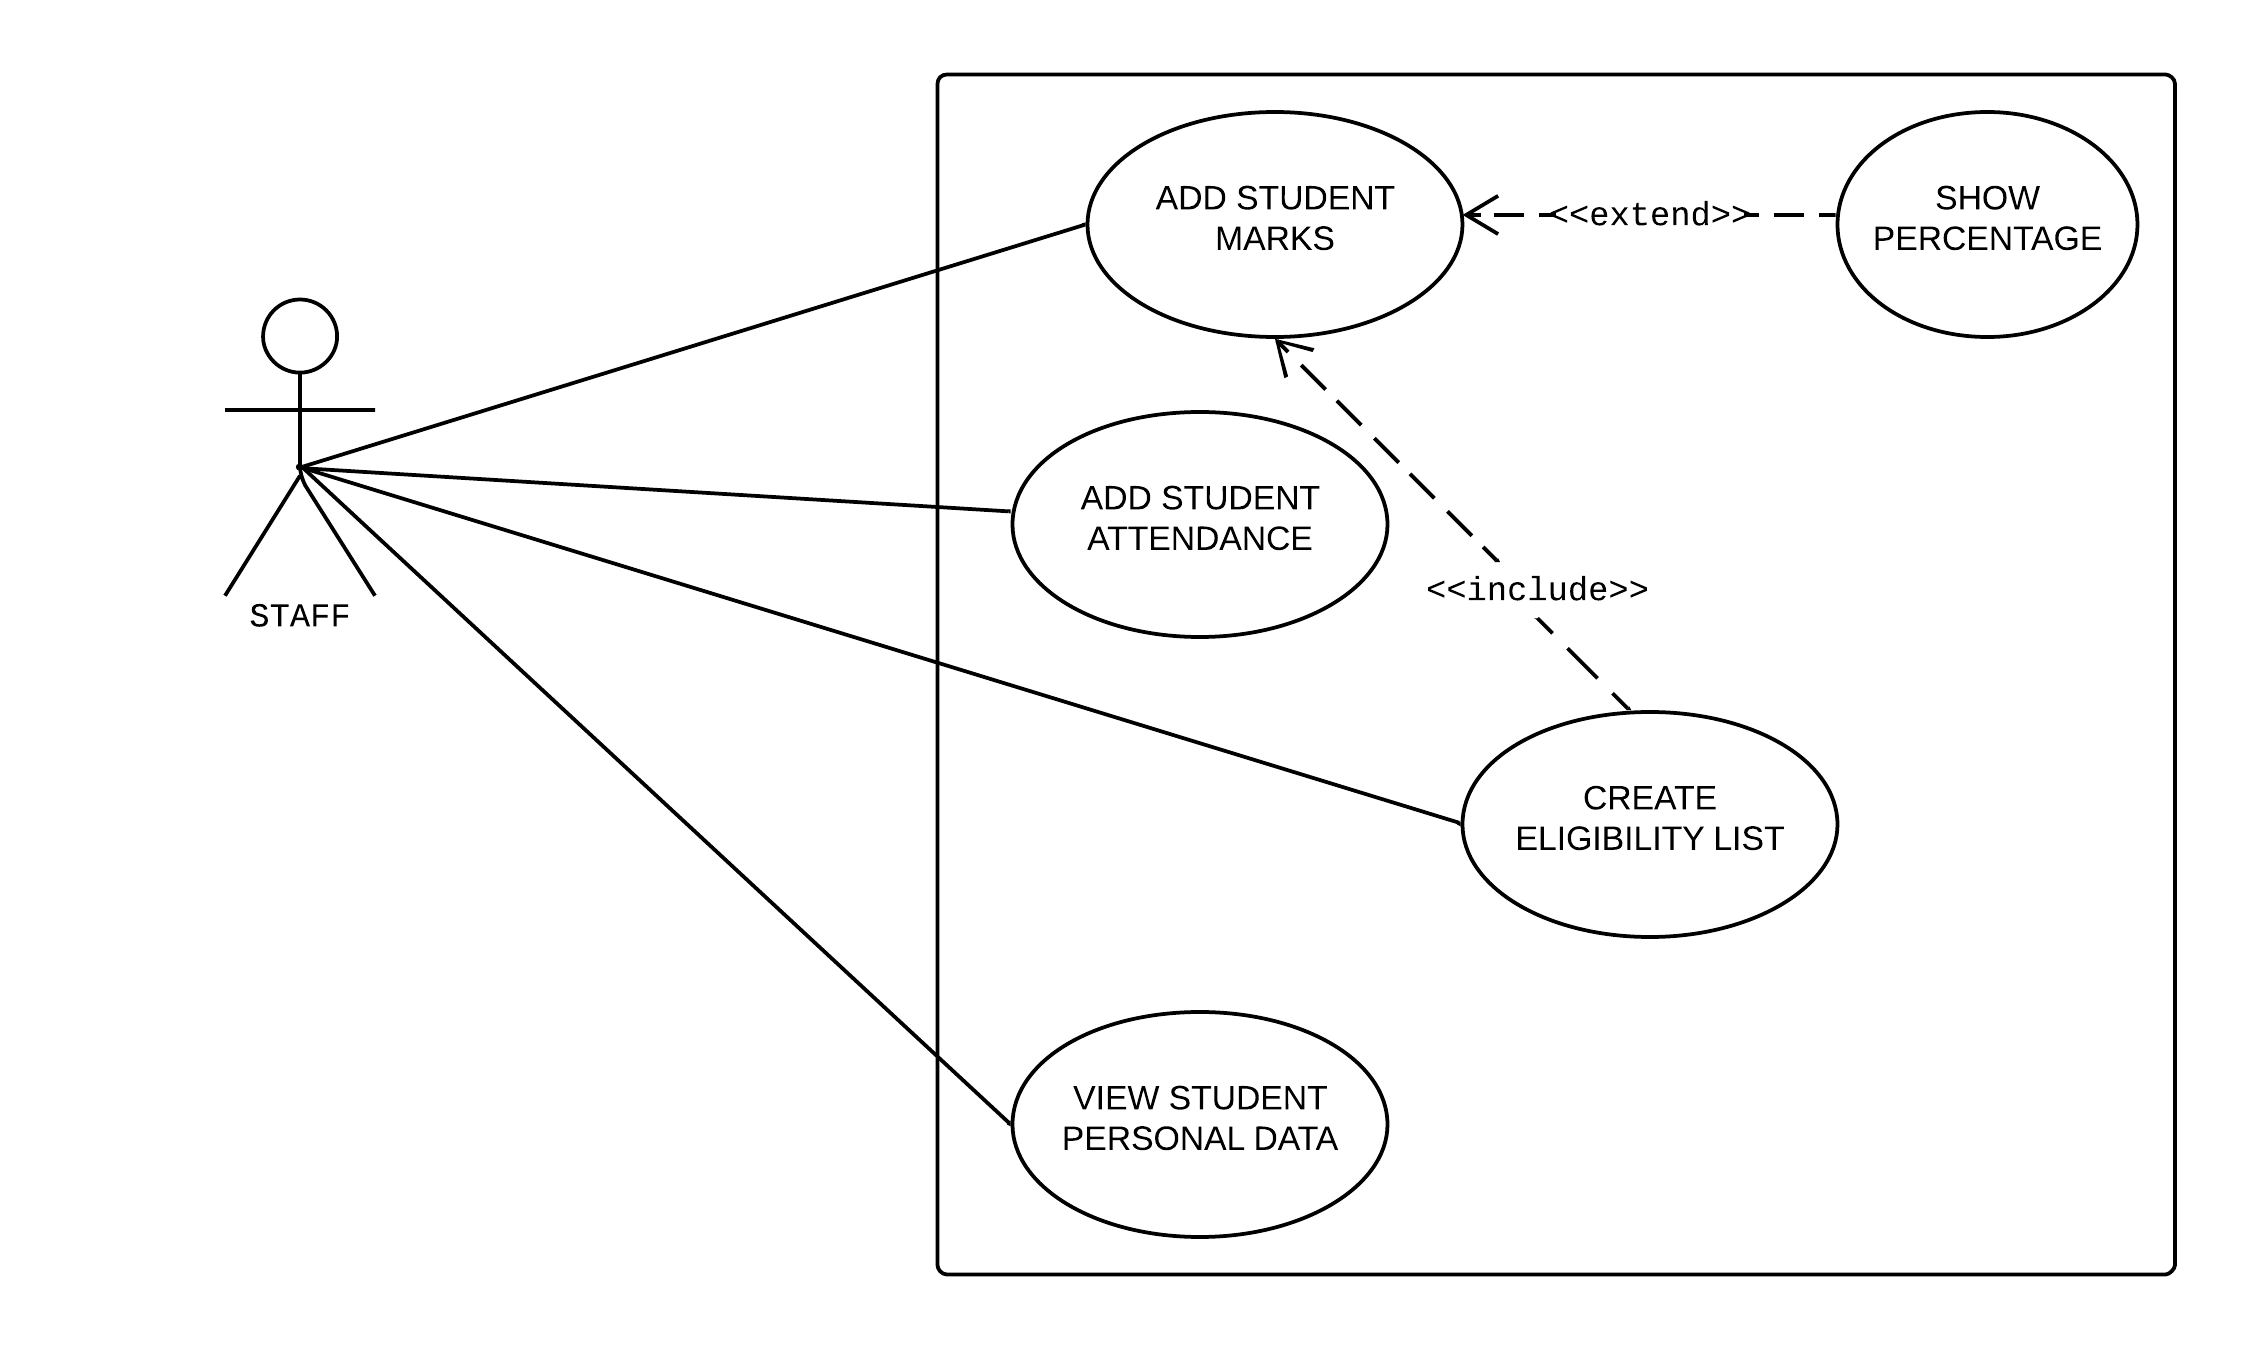 ADD STUDENT
MARKS
<<extend>>
SHOW
PERCENTAGE
STAFF
ADD STUDENT
ATTENDANCE
<<include>>
CREATE
ELIGIBILITY LIST
VIEW STUDENT
PERSONAL DATA